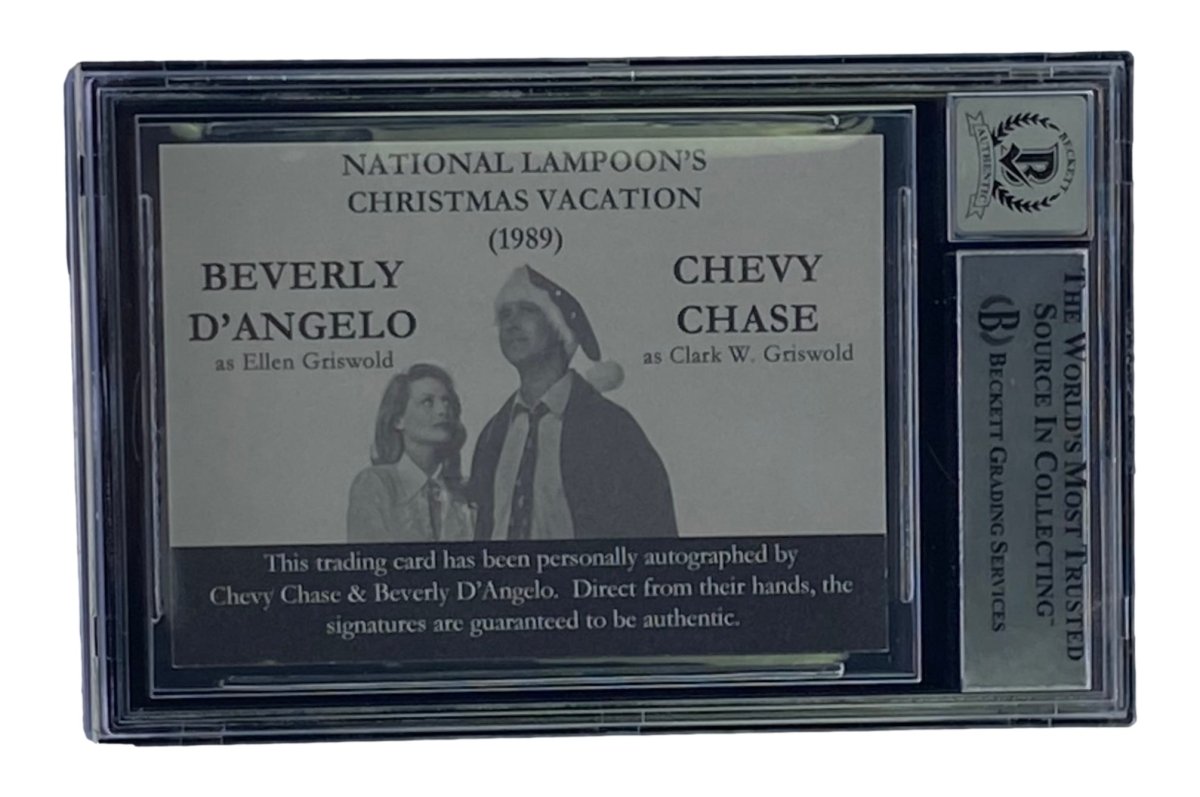 NATIONAL LAMPOON'S
CHRISTMAS VACATION
(1989)
BEVERLY
D'ANGELO
as Ellen Griswold
CHEVY
CHASE
as Clark W. Griswold
This trading card has been personally autographed by
Chevy Chase & Beverly D'Angelo. Direct from their hands, the
signatures are guaranteed to be authentic.
BECKETT
AUTHENTIC
THE WORLD'S MOST TRUSTED
SOURCE IN COLLECTING™
B BECKETT GRADING SERVICES